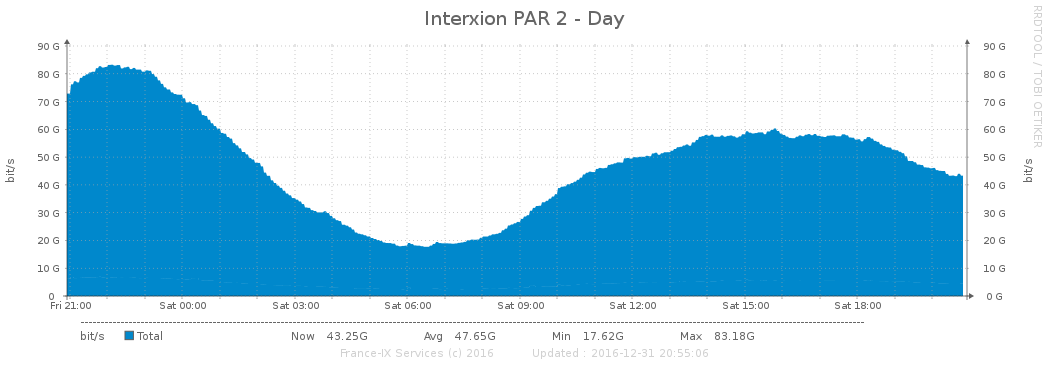 Interxion PAR 2 - Day
RRDTOOL / TOBI OETIKER
bit/s
90 G 90 G
80 G 80 G
70 G 70 G
60 G 60 G
50 G 50 G
40 G 40 G
30 G 30 G
20 G 20 G
10 G 10 G
0 0 G
bit/s
Fri 21:00 Sat 00:00 Sat 03:00 Sat 06:00 Sat 09:00 Sat 12:00 Sat 15:00 Sat 18:00
bit/s Total Now 43.25G Avg 47.65G Min 17.62G Max 83.18G
France-IX Services (c) 2016 Updated : 2016-12-31 20:55:06